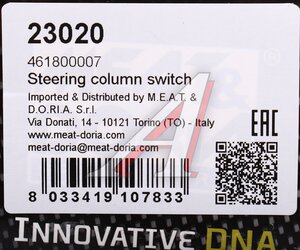 23020
461800007
Steering column switch
Imported & Distributed by M.E.A.T. &
D.O.R.I.A. S.r.l.
Via Donati, 14 - 10121 Torino (TO) - Italy
www.meat-doria.com
meat-doria@meat-doria.com
EAC
8 033419 107833
INNOVATIVE DNA